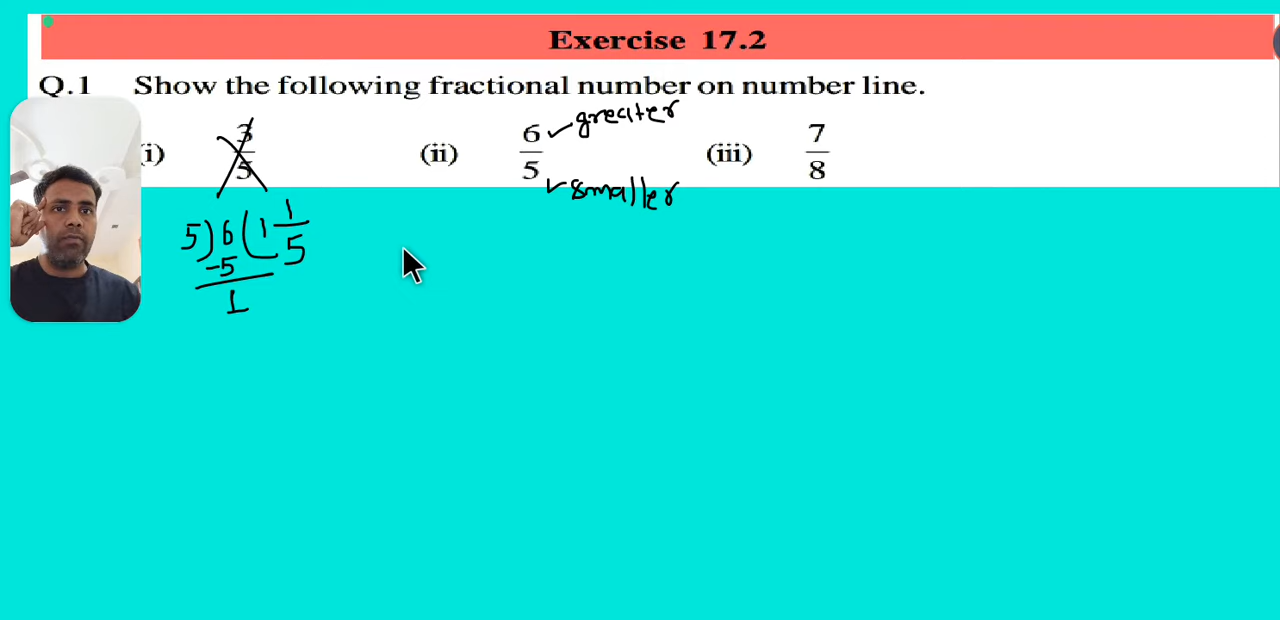 Exercise 17.2
Q.1 Show the following fractional number on number line.
(i) 3/5 (ii) 6/5 (iii) 7/8
greater
smaller
5)6(1 1/5
-5
1